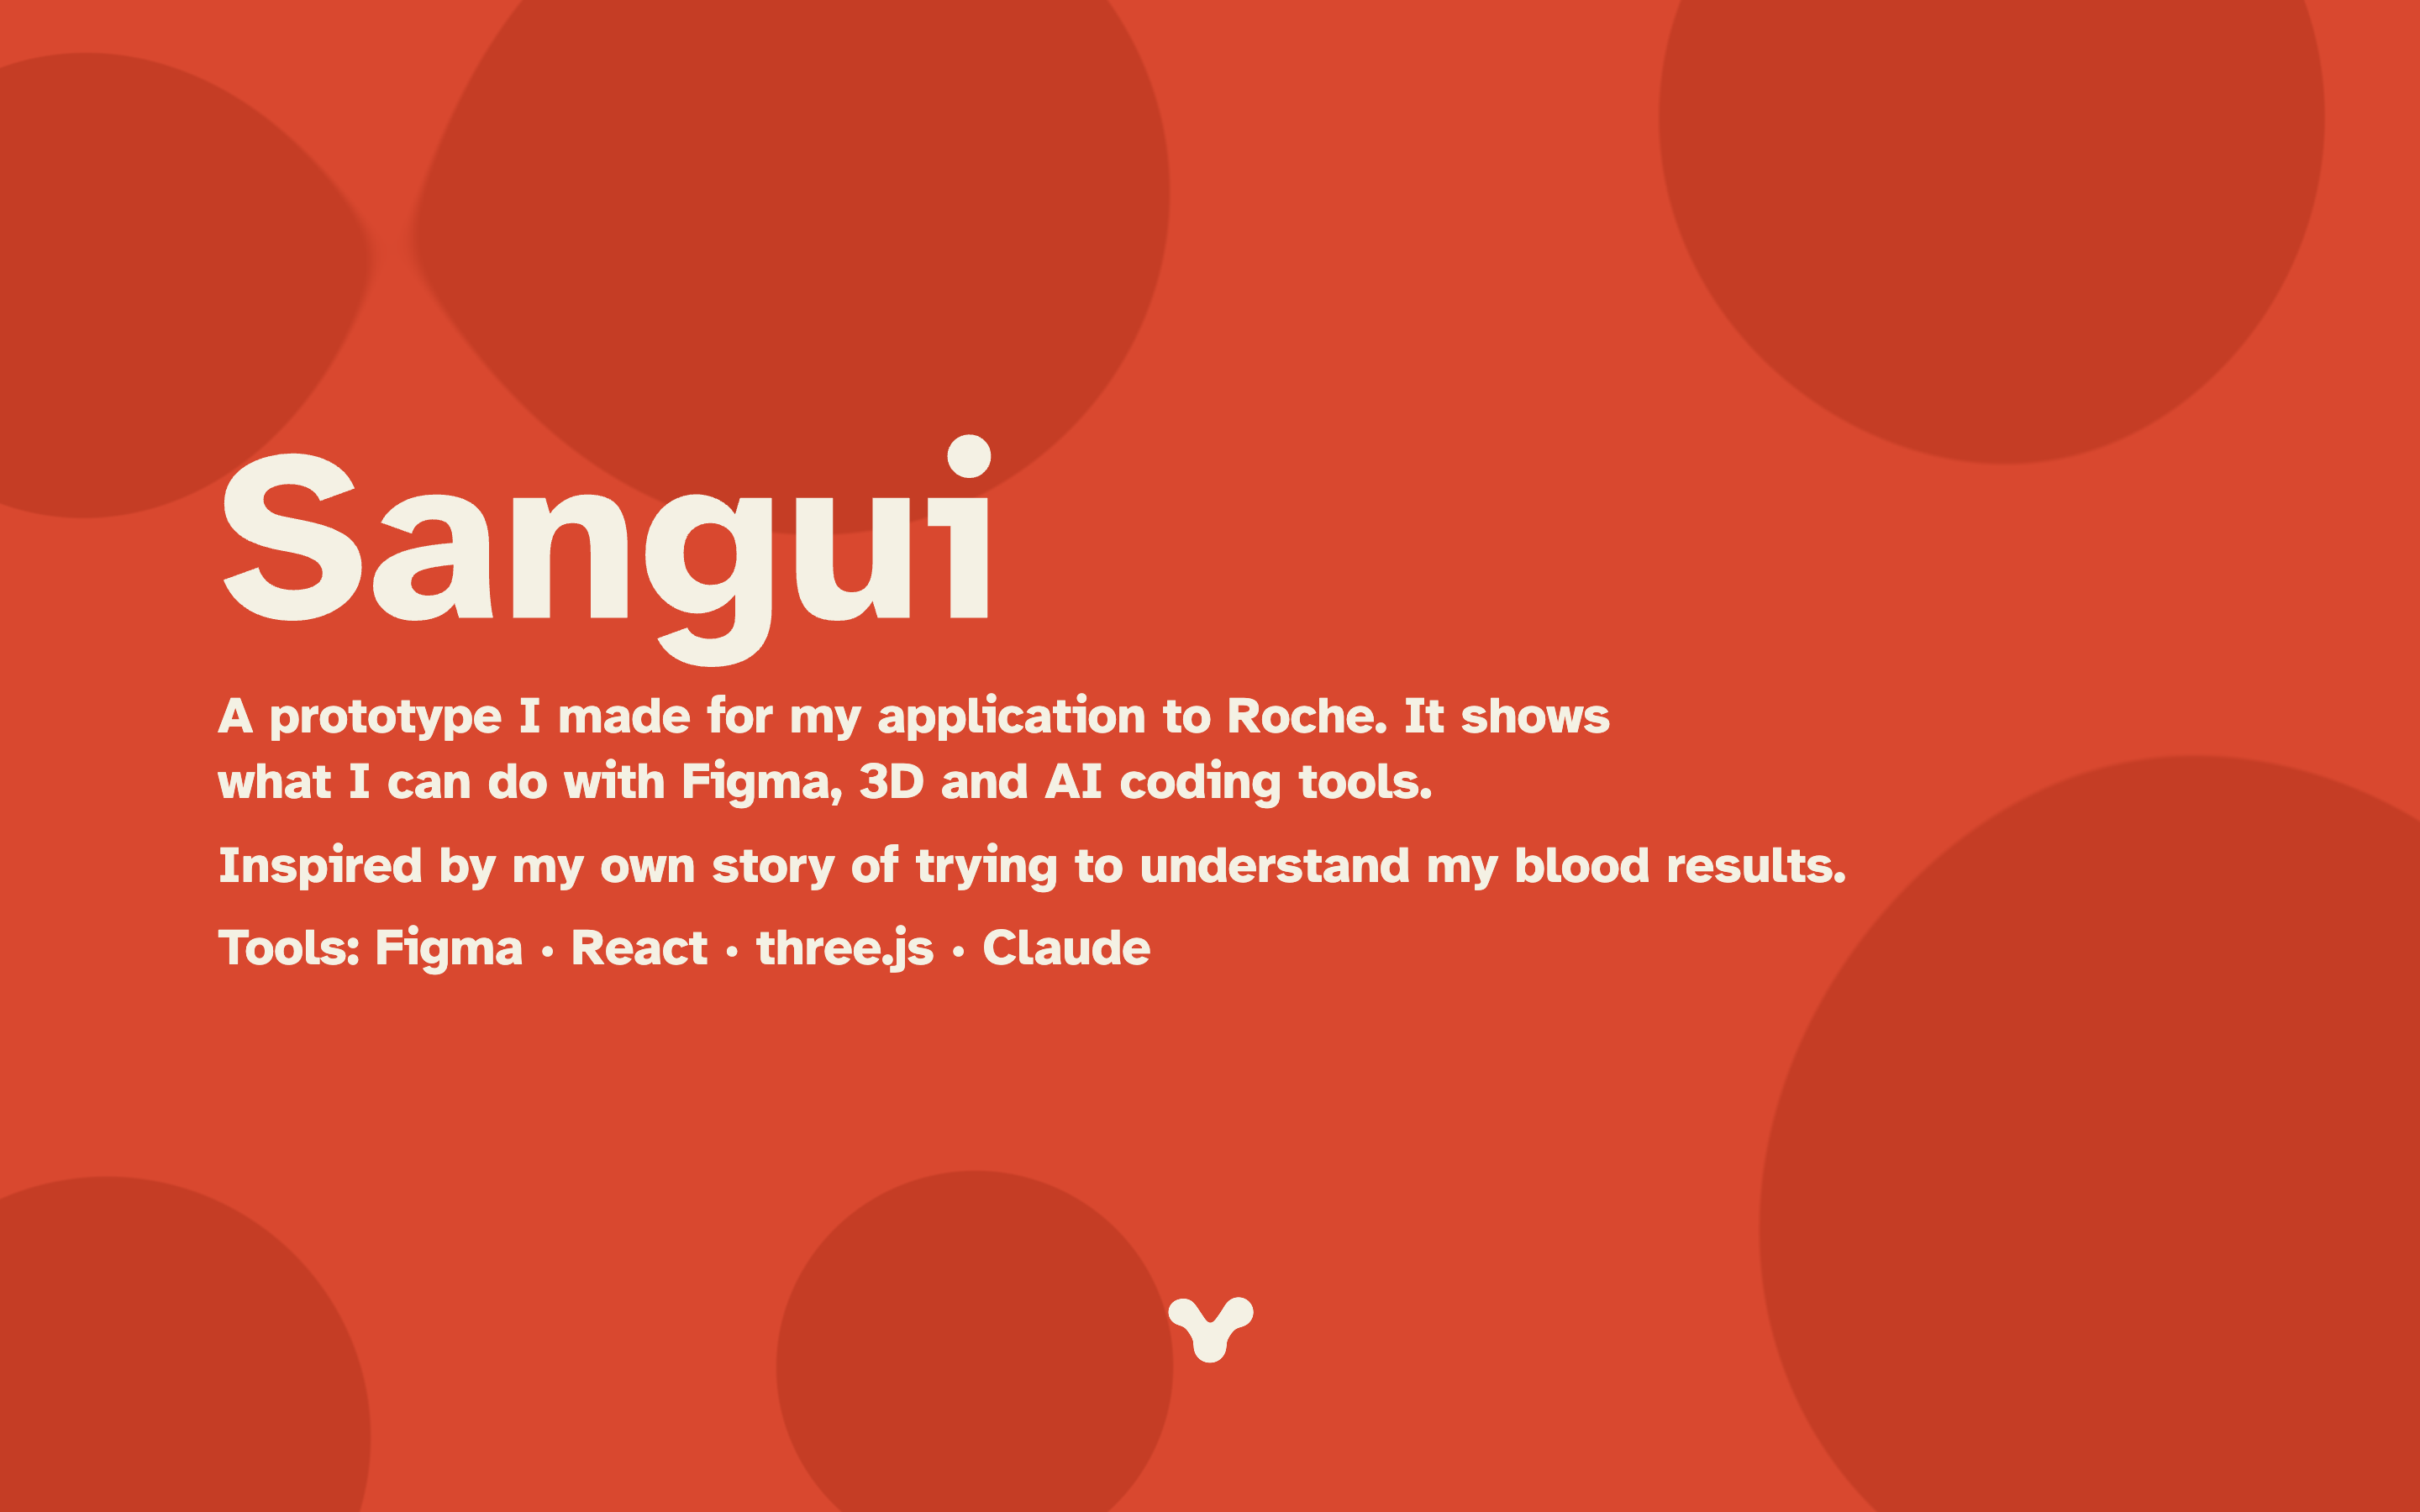 Sangui
A prototype I made for my application to Roche. It shows
what I can do with Figma, 3D and AI coding tools.
Inspired by my own story of trying to understand my blood results.
Tools: Figma · React · three.js · Claude